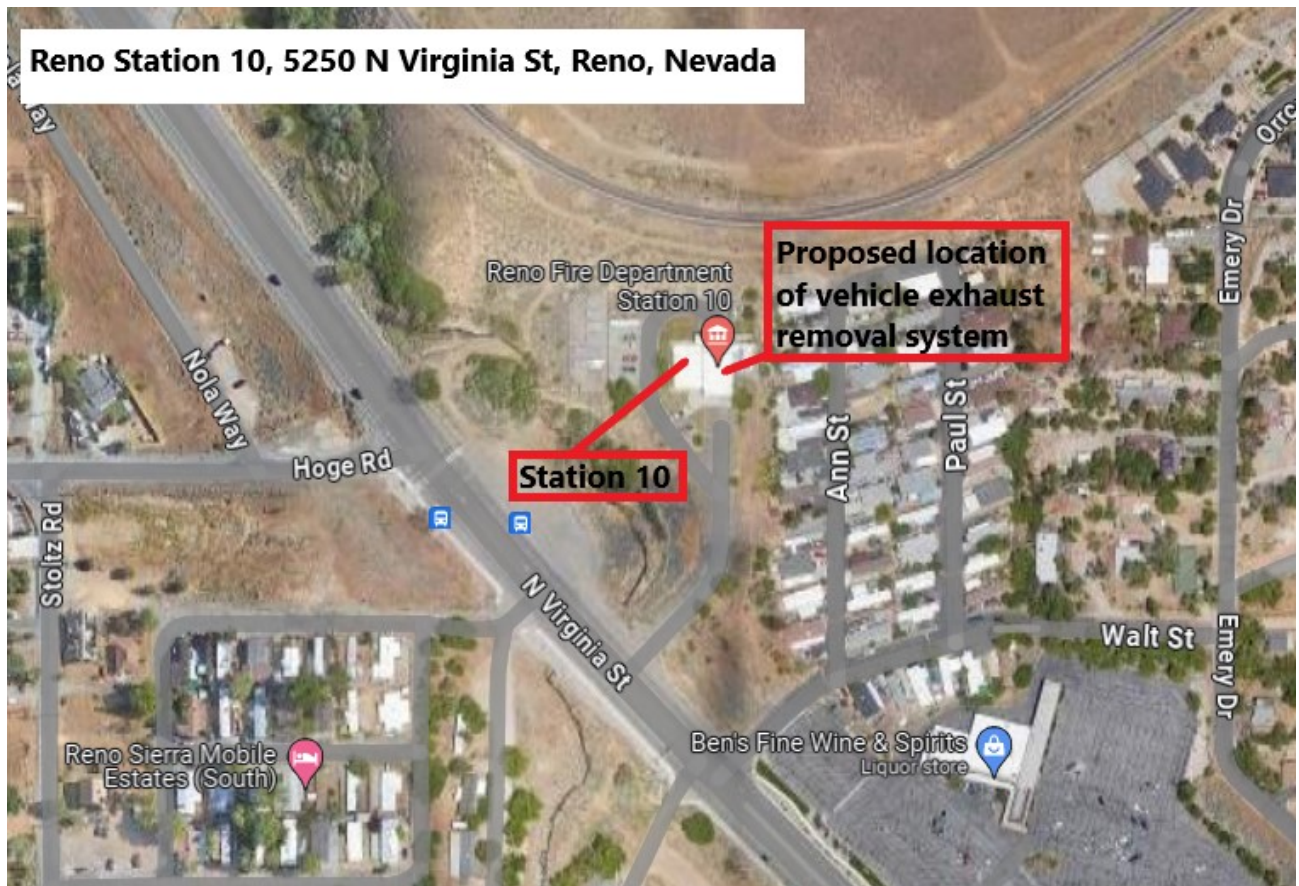 Reno Station 10, 5250 N Virginia St, Reno, Nevada
Way
Orrc
Proposed location
of vehicle exhaust
removal system
Reno Fire Department
Station 10
Emery Dr
Nola Way
Hoge Rd
Station 10
Ann St
Paul St
Stoltz Rd
N Virginia St
Walt St
Emery Dr
Reno Sierra Mobile
Estates (South)
Ben's Fine Wine & Spirits
Liquor store